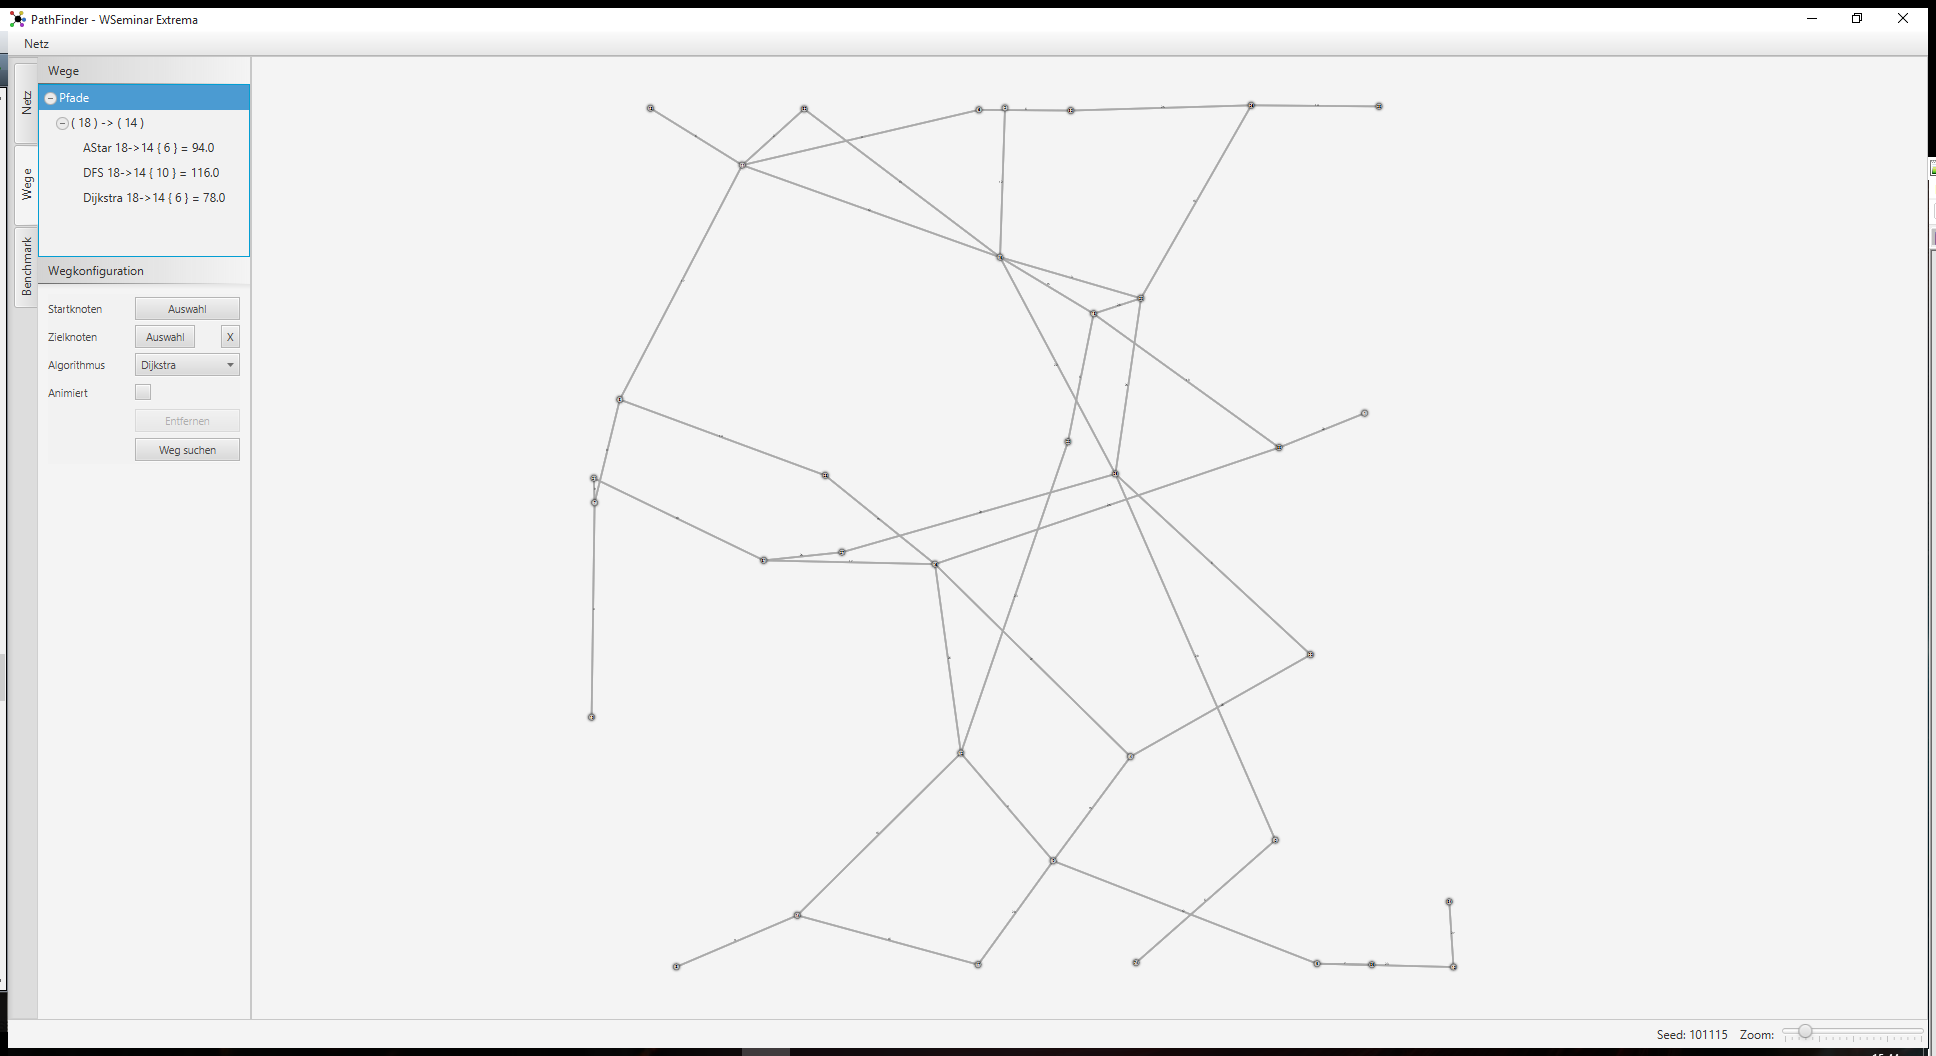 PathFinder - WSeminar Extrema
Netz
Netz
Wege
Benchmark
Wege
Pfade
( 18 ) -> ( 14 )
AStar 18->14 { 6 } = 94.0
DFS 18->14 { 10 } = 116.0
Dijkstra 18->14 { 6 } = 78.0
Wegkonfiguration
Startknoten Auswahl
Zielknoten Auswahl X
Algorithmus Dijkstra
Animiert
Entfernen
Weg suchen
Seed: 101115 Zoom: